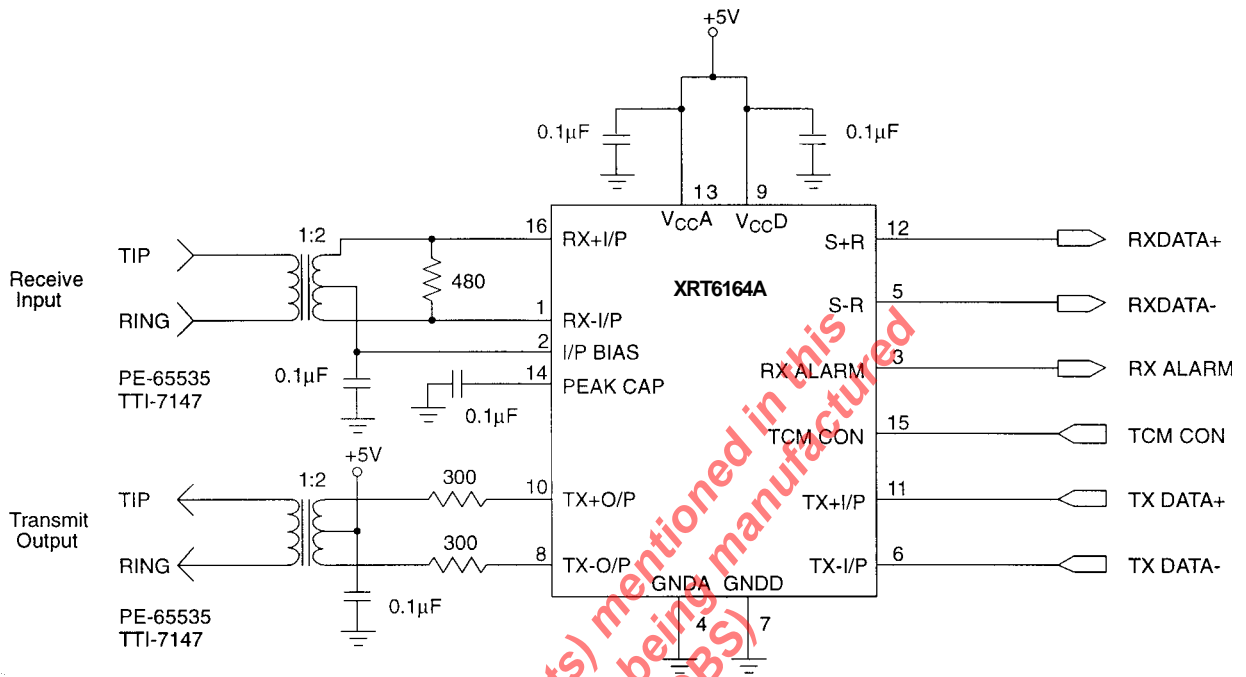 +5V
0.1µF
0.1µF
13
9
VCCA
VCCD
Receive
Input
TIP
RING
1:2
480
16
RX+I/P
1
RX-I/P
2
I/P BIAS
14
PEAK CAP
XRT6164A
S+R
12
RXDATA+
S-R
5
RXDATA-
RX ALARM
3
RX ALARM
TCM CON
15
TCM CON
PE-65535
TTI-7147
0.1µF
0.1µF
Transmit
Output
TIP
RING
1:2
+5V
300
10
TX+O/P
300
8
TX-O/P
TX+I/P
11
TX DATA+
TX-I/P
6
TX DATA-
0.1µF
PE-65535
TTI-7147
GNDA
GNDD
4
7
ts) mentioned in this
being manufactured
OBS)